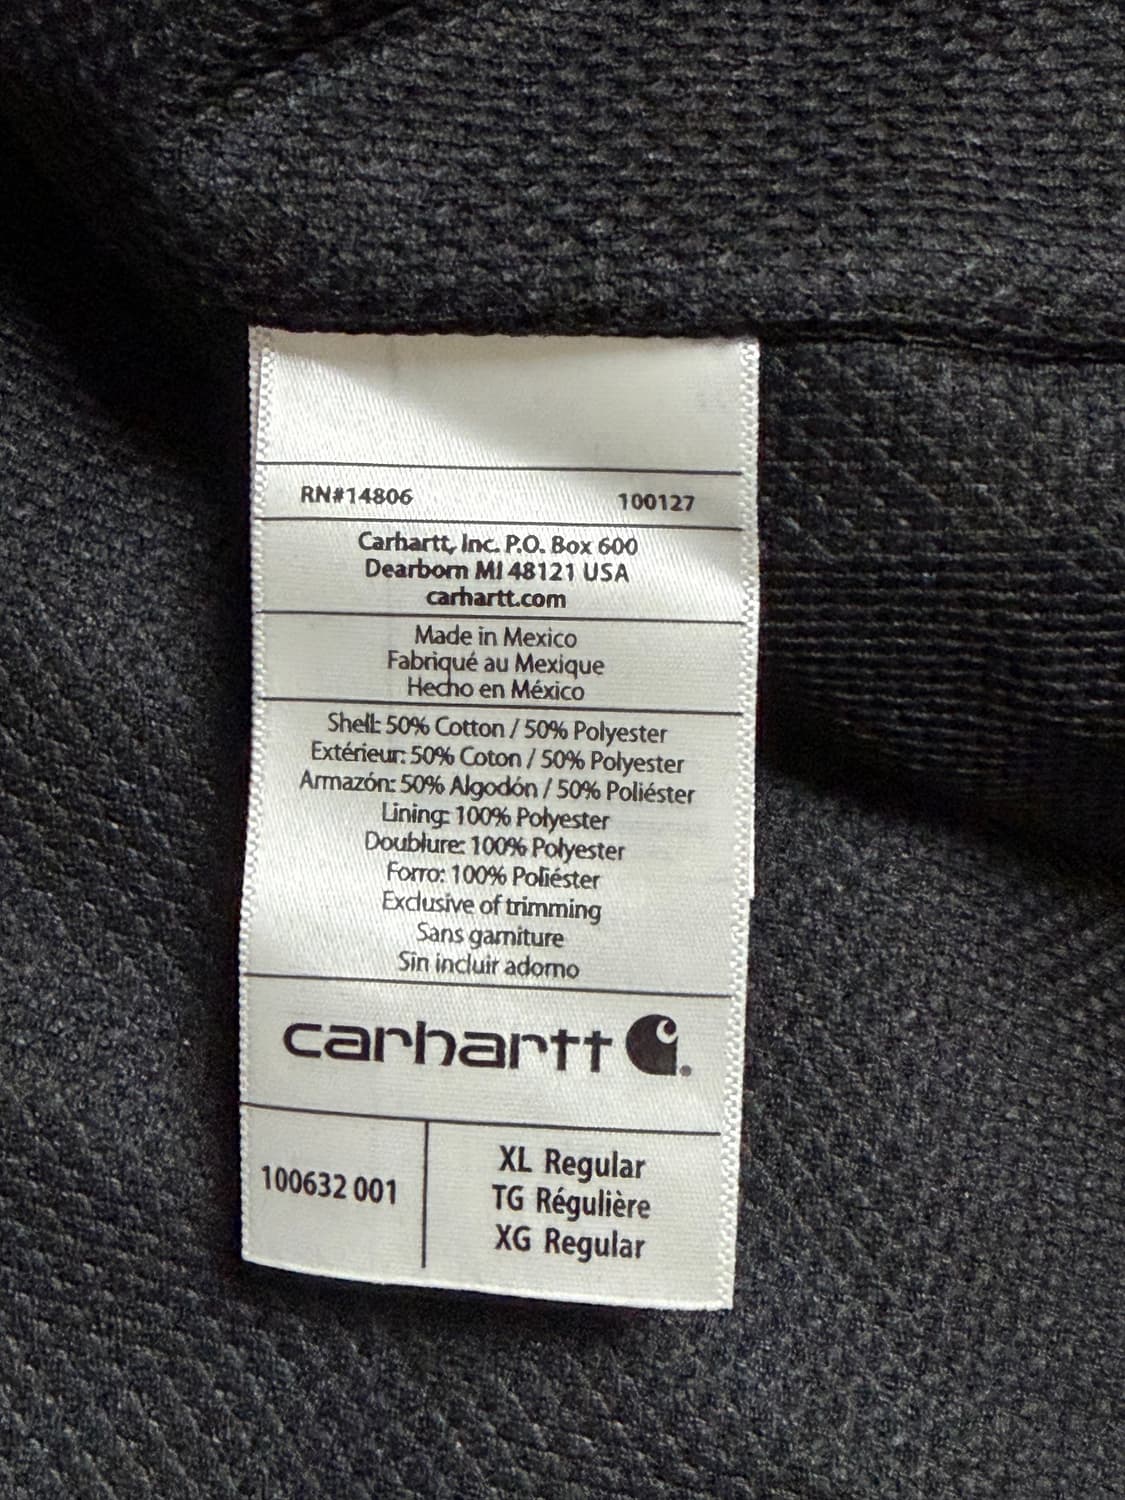 RN#14806 100127
Carhartt, Inc. P.O. Box 600
Dearborn MI 48121 USA
carhartt.com
Made in Mexico
Fabriqué au Mexique
Hecho en México
Shell: 50% Cotton / 50% Polyester
Extérieur: 50% Coton / 50% Polyester
Armazón: 50% Algodón / 50% Poliéster
Lining: 100% Polyester
Doublure: 100% Polyester
Forro: 100% Poliéster
Exclusive of trimming
Sans garniture
Sin incluir adorno
carhartt
100632 001
XL Regular
TG Régulière
XG Regular